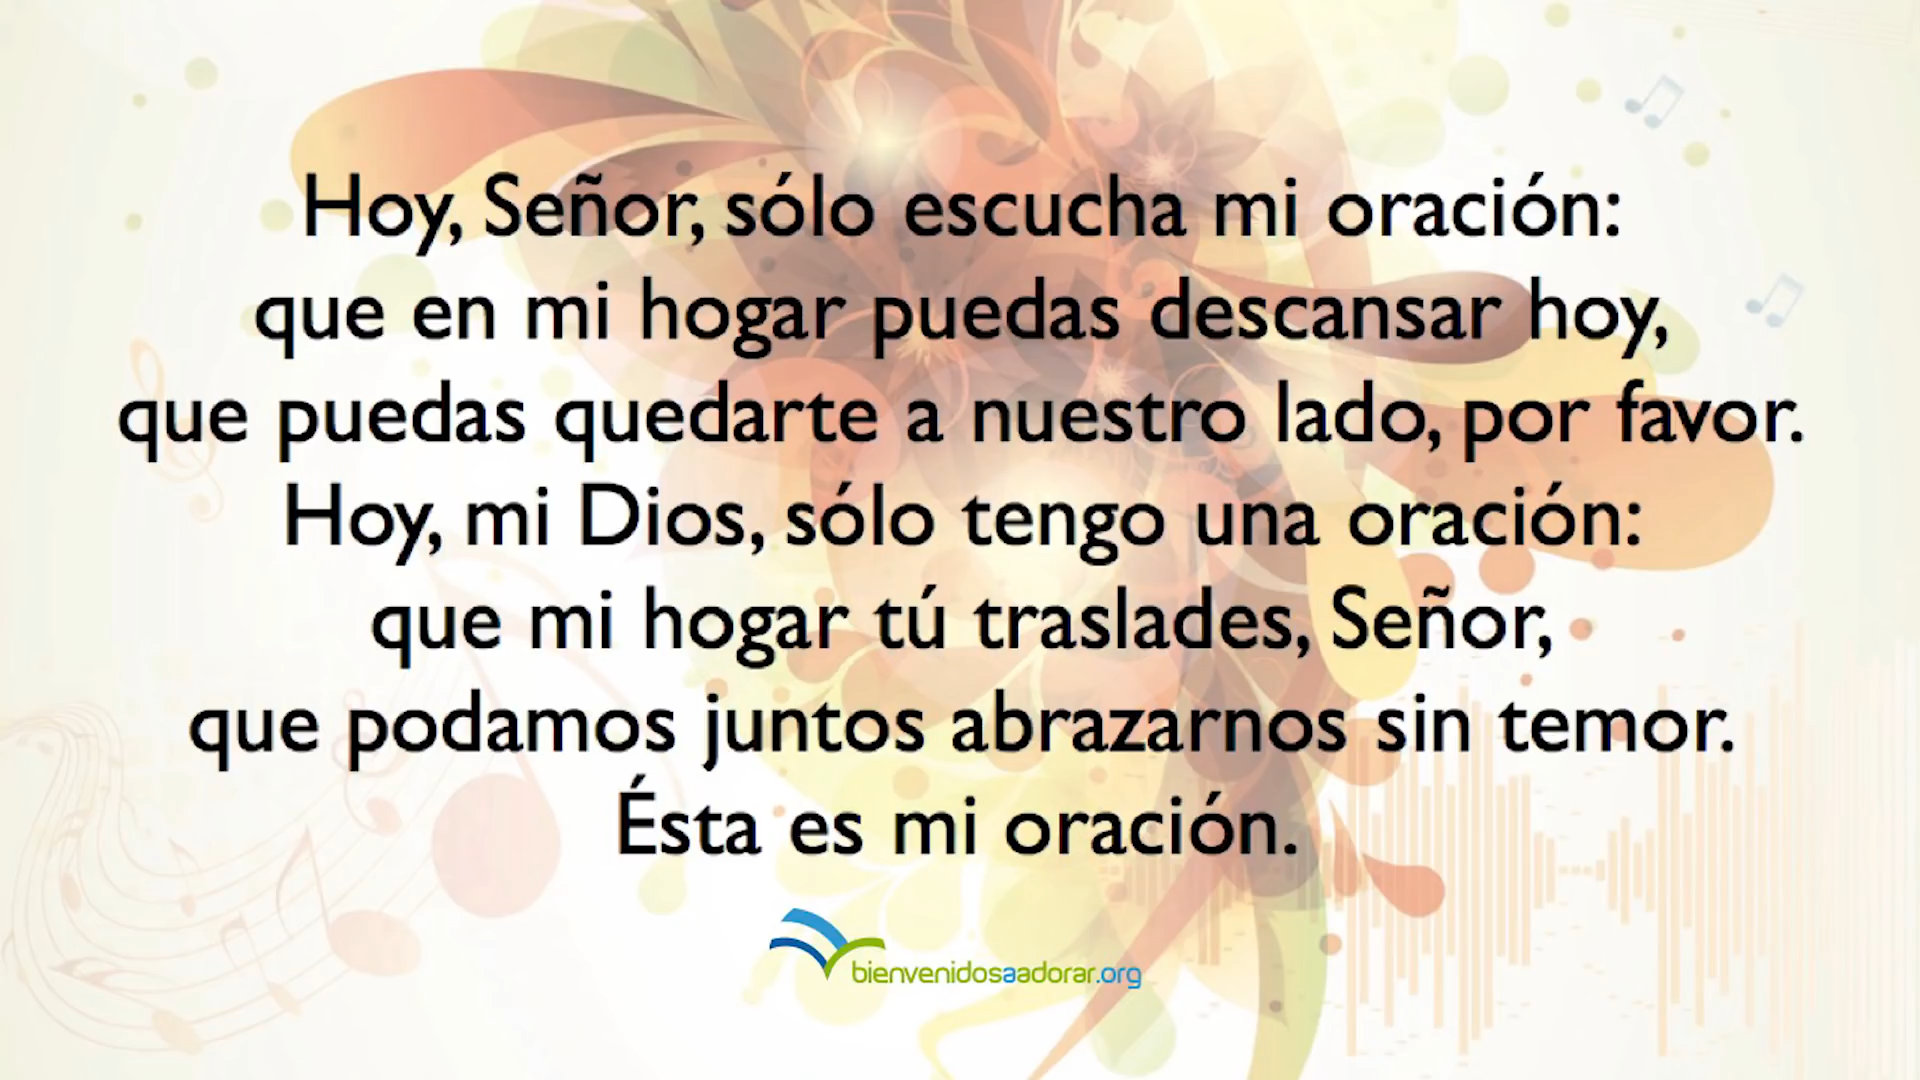 Hoy, Señor, sólo escucha mi oración:
que en mi hogar puedas descansar hoy,
que puedas quedarte a nuestro lado, por favor.
Hoy, mi Dios, sólo tengo una oración:
que mi hogar tú traslades, Señor,
que podamos juntos abrazarnos sin temor.
Ésta es mi oración.
bienvenidosaadorar.org